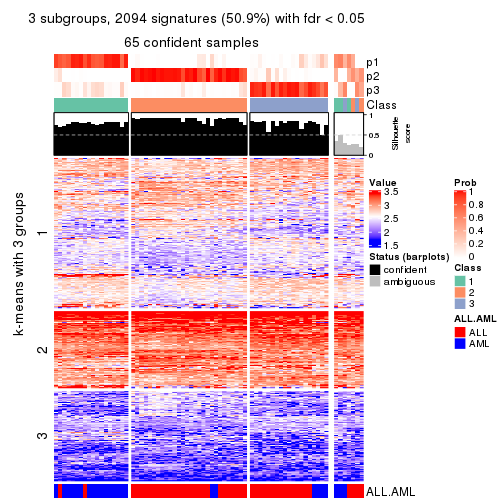 3 subgroups, 2094 signatures (50.9%) with fdr < 0.05
65 confident samples
p1
p2
p3
Class
1
0.5
0
Silhouette
score
k-means with 3 groups
1
2
3
ALL.AML
Value
3.5
3
2.5
2
1.5
Status (barplots)
confident
ambiguous
Prob
1
0.8
0.6
0.4
0.2
0
Class
1
2
3
ALL.AML
ALL
AML